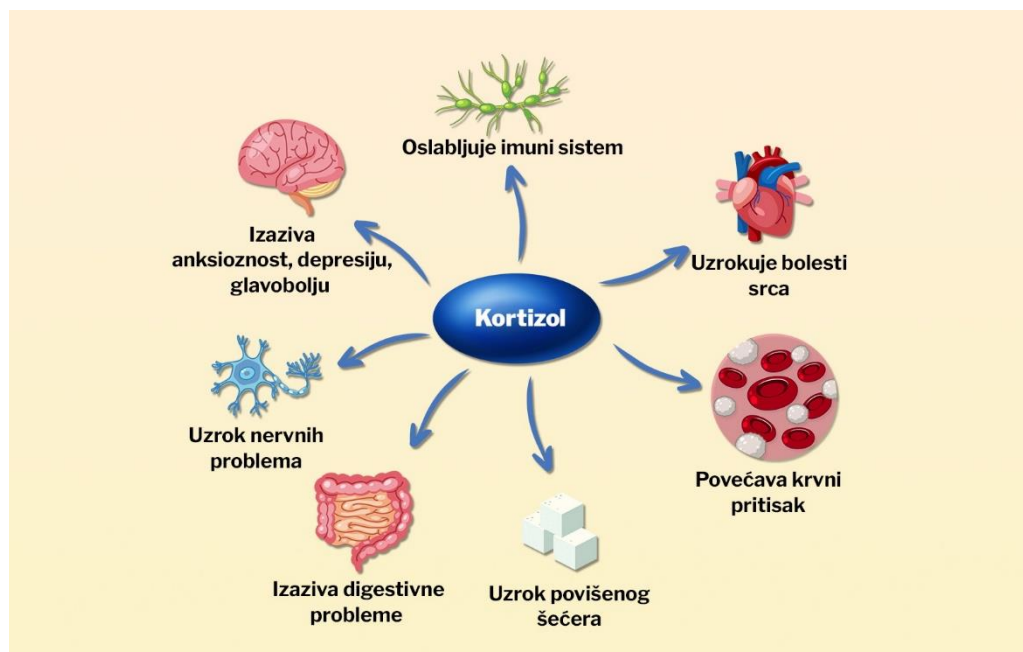 Oslabljuje imuni sistem
Izaziva
anksioznost, depresiju,
glavobolju
Uzrokuje bolesti
srca
Kortizol
Uzrok nervnih
problema
Povećava krvni
pritisak
Izaziva digestivne
probleme
Uzrok povišenog
šećera